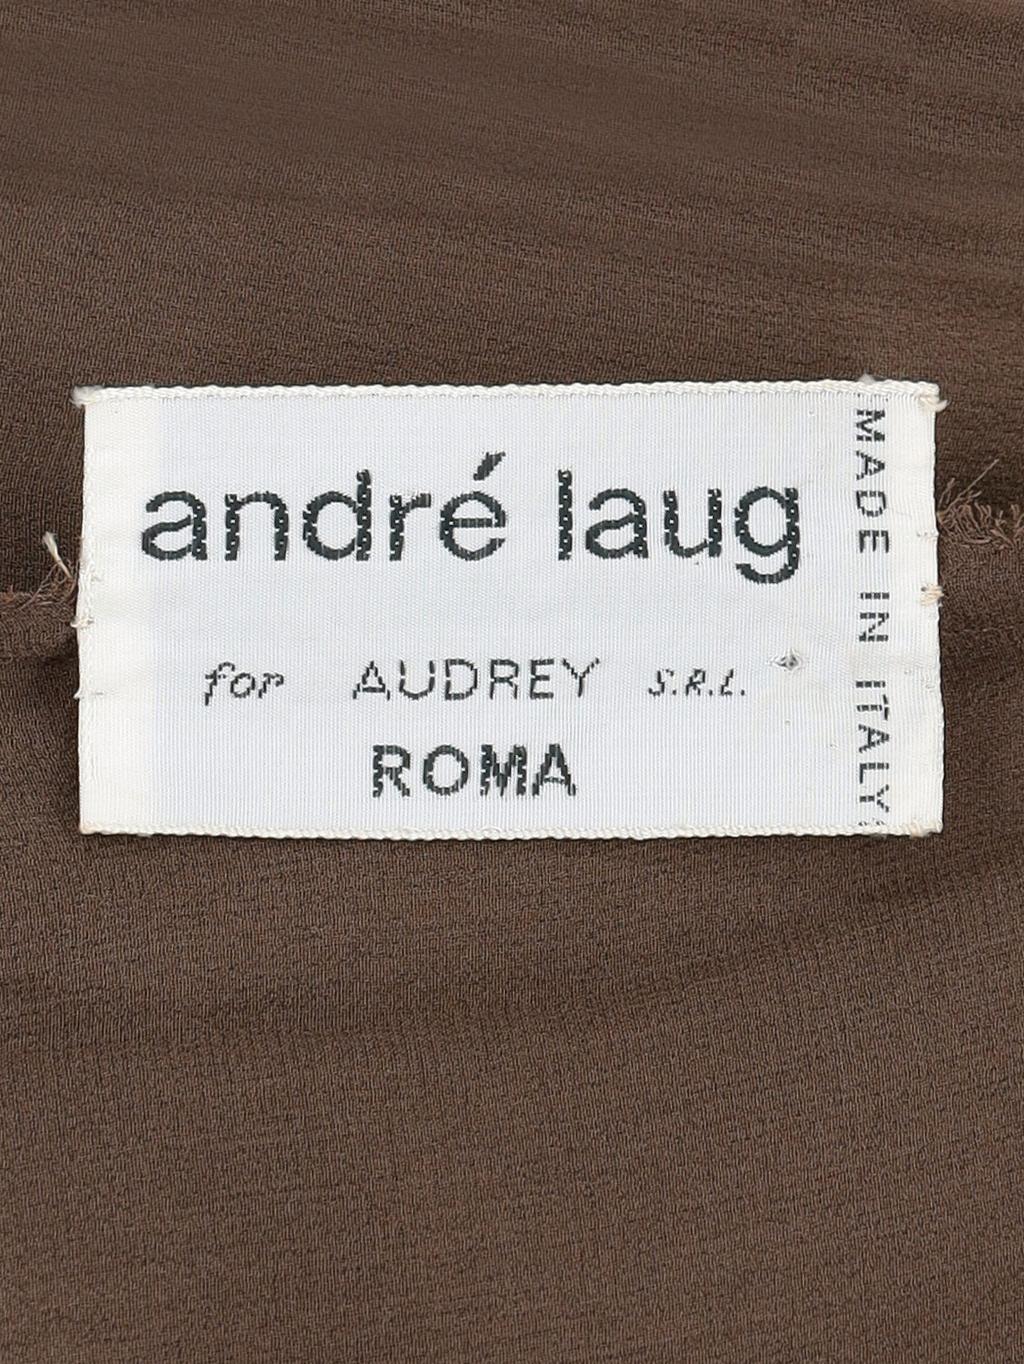 andré laug
for AUDREY S.R.L.
ROMA
MADE IN ITALY